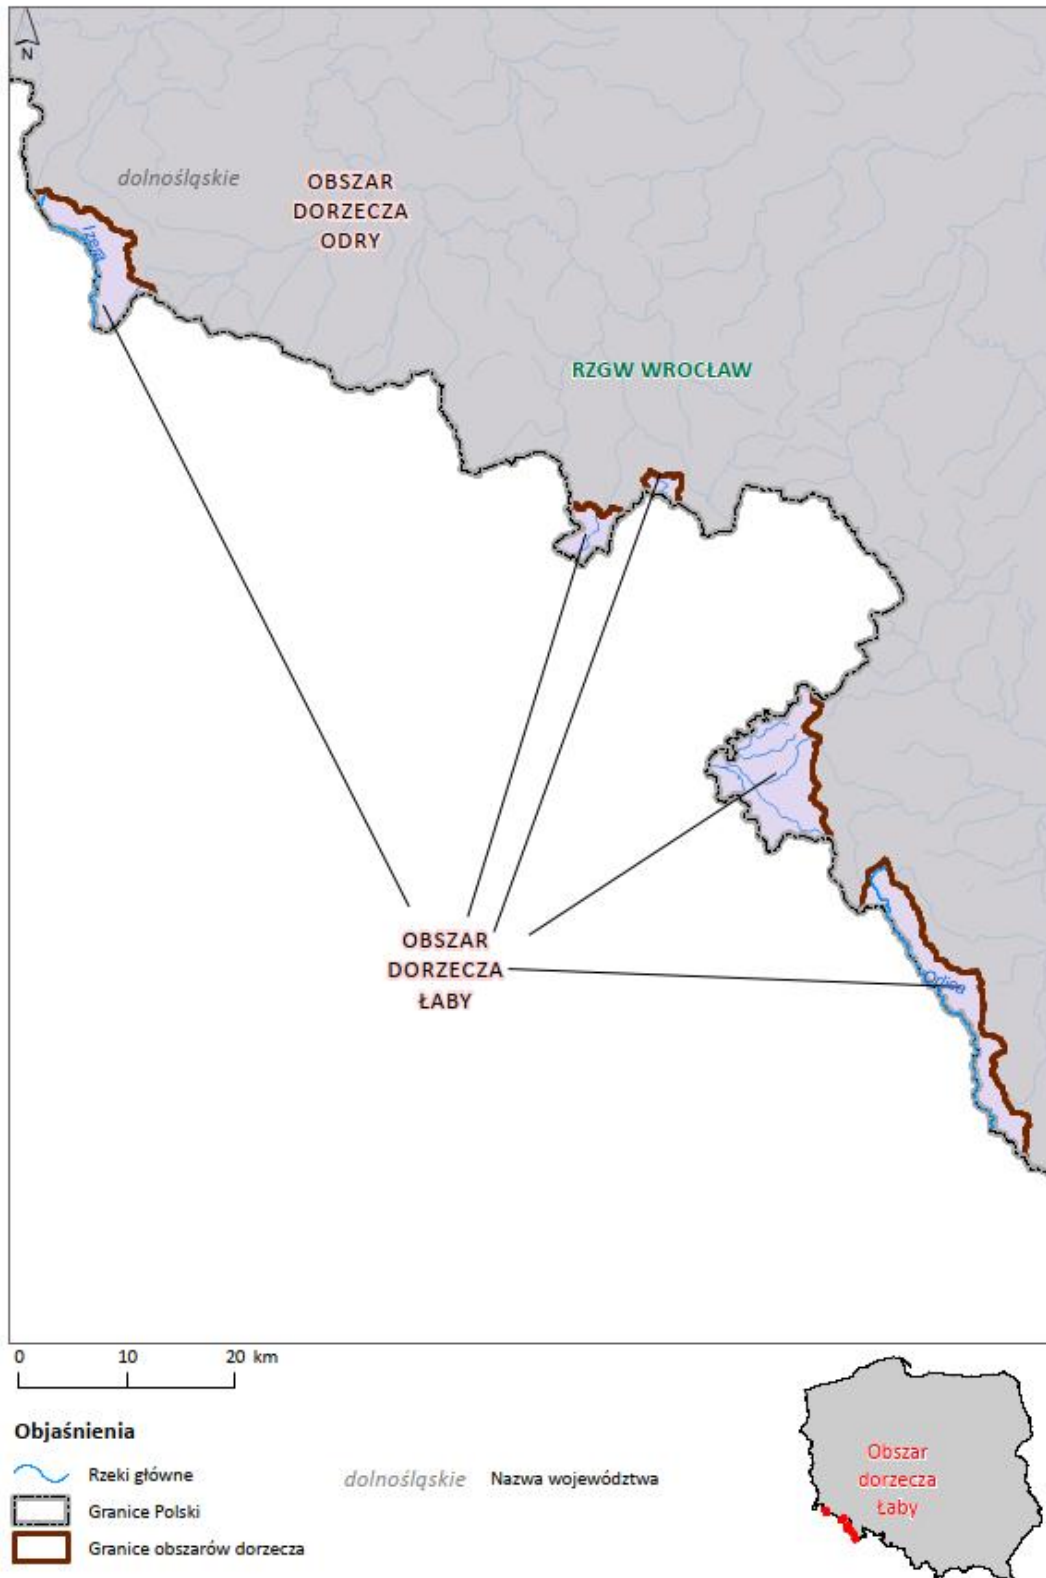 N
dolnośląskie
OBSZAR
DORZECZA
ODRY
Izera
RZGW WROCŁAW
OBSZAR
DORZECZA
ŁABY
Orlica
0 10 20 km
Objaśnienia
Rzeki główne
dolnośląskie Nazwa województwa
Granice Polski
Granice obszarów dorzecza
Obszar
dorzecza
Łaby